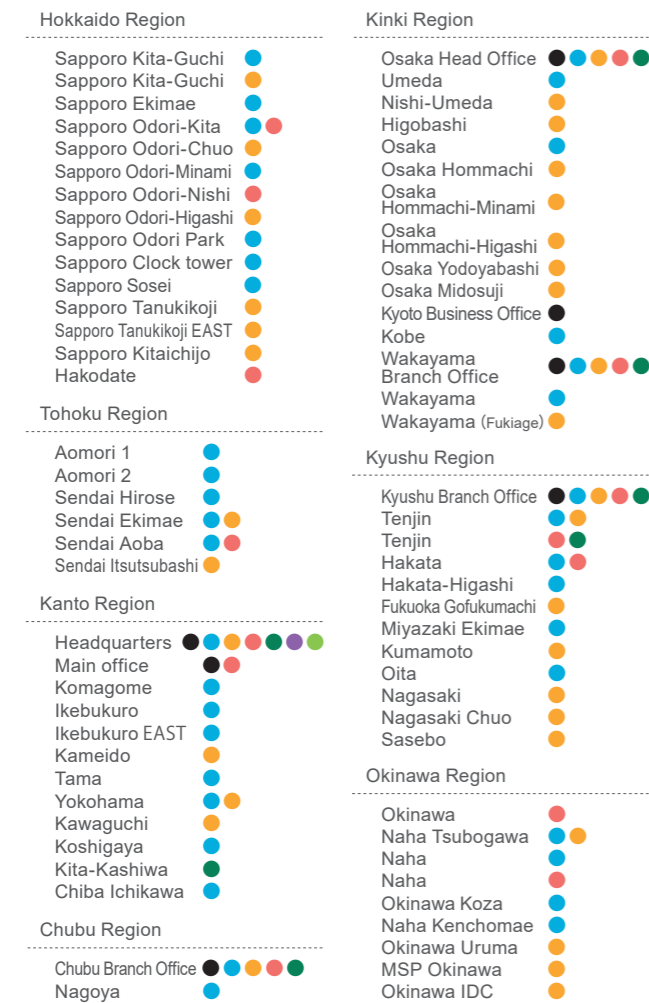 Hokkaido Region
Sapporo Kita-Guchi
Sapporo Kita-Guchi
Sapporo Ekimae
Sapporo Odori-Kita
Sapporo Odori-Chuo
Sapporo Odori-Minami
Sapporo Odori-Nishi
Sapporo Odori-Higashi
Sapporo Odori Park
Sapporo Clock tower
Sapporo Sosei
Sapporo Tanukikoji
Sapporo Tanukikoji EAST
Sapporo Kitaichijo
Hakodate
Tohoku Region
Aomori 1
Aomori 2
Sendai Hirose
Sendai Ekimae
Sendai Aoba
Sendai Itsutsubashi
Kanto Region
Headquarters
Main office
Komagome
Ikebukuro
Ikebukuro EAST
Kameido
Tama
Yokohama
Kawaguchi
Koshigaya
Kita-Kashiwa
Chiba Ichikawa
Chubu Region
Chubu Branch Office
Nagoya
Kinki Region
Osaka Head Office
Umeda
Nishi-Umeda
Higobashi
Osaka
Osaka Hommachi
Osaka
Hommachi-Minami
Osaka
Hommachi-Higashi
Osaka Yodoyabashi
Osaka Midosuji
Kyoto Business Office
Kobe
Wakayama
Branch Office
Wakayama
Wakayama (Fukiage)
Kyushu Region
Kyushu Branch Office
Tenjin
Tenjin
Hakata
Hakata-Higashi
Fukuoka Gofukumachi
Miyazaki Ekimae
Kumamoto
Oita
Nagasaki
Nagasaki Chuo
Sasebo
Okinawa Region
Okinawa
Naha Tsubogawa
Naha
Naha
Okinawa Koza
Naha Kenchomae
Okinawa Uruma
MSP Okinawa
Okinawa IDC